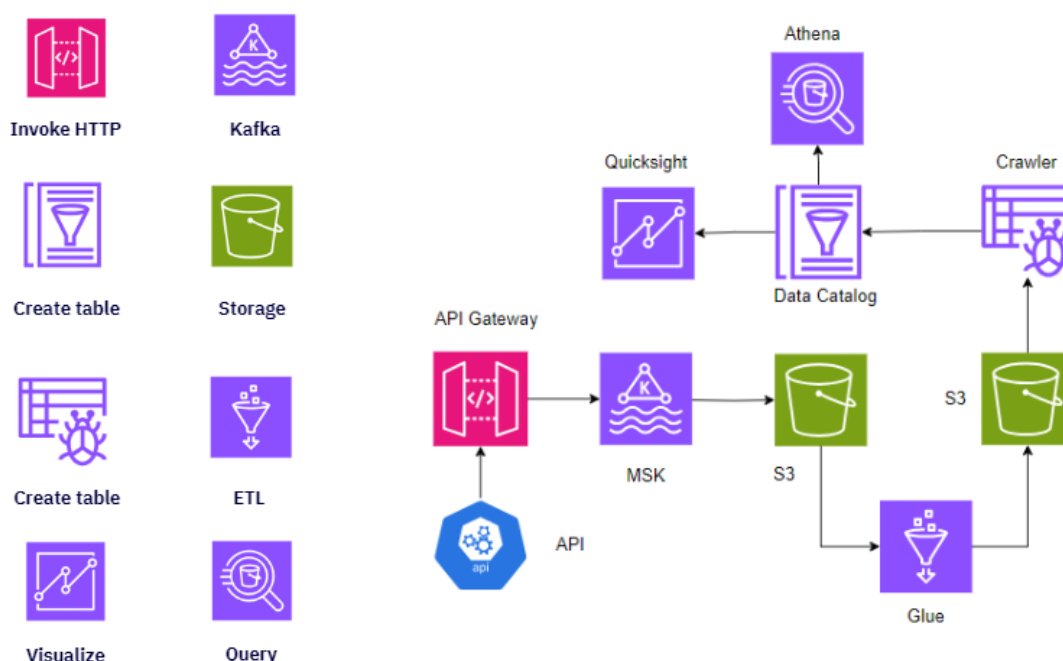 Invoke HTTP
Kafka
Create table
Storage
Create table
ETL
Visualize
Query
Athena
Quicksight
Crawler
Data Catalog
API Gateway
K
K
MSK
S3
S3
API
api
Glue